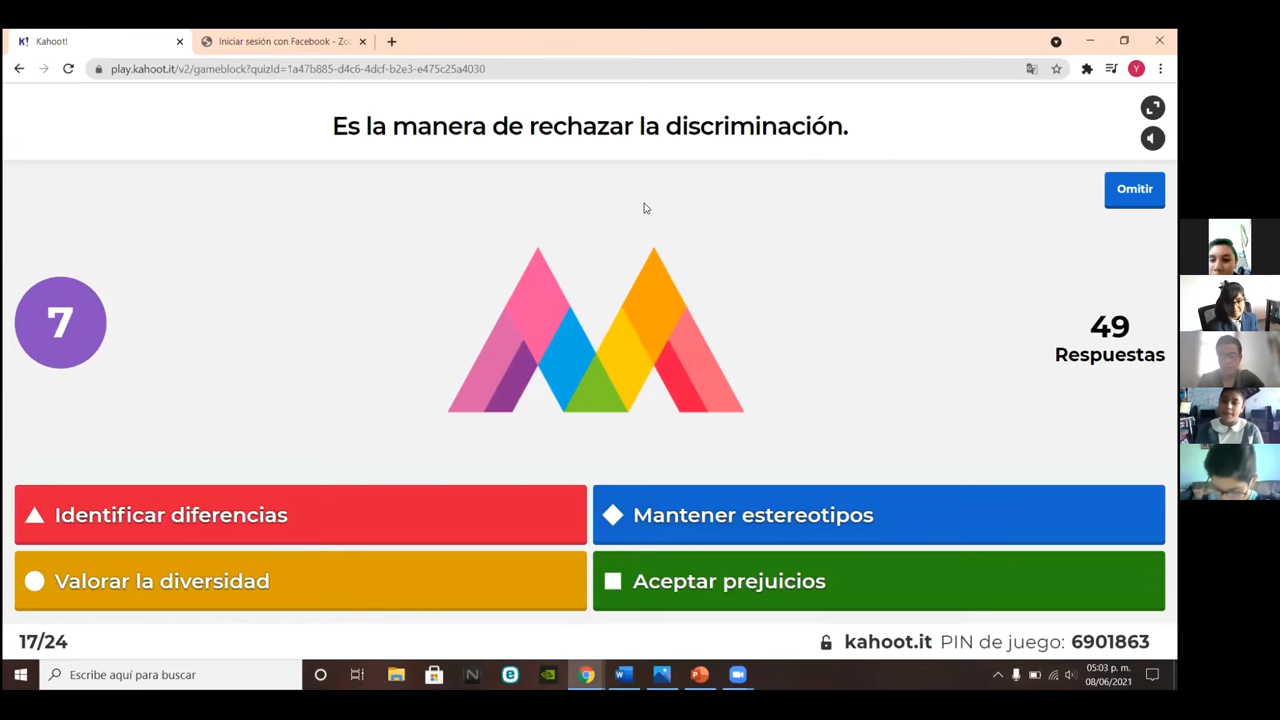 K! Kahoot!
Iniciar sesión con Facebook - Zoo
play.kahoot.it/v2/gameblock?quizId=1a47b885-d4c6-4dcf-b2e3-e475c25a4030
Y
Es la manera de rechazar la discriminación.
Omitir
7
49
Respuestas
Identificar diferencias
Mantener estereotipos
Valorar la diversidad
Aceptar prejuicios
17/24
kahoot.it PIN de juego: 6901863
Escribe aquí para buscar
05:03 p. m.
08/06/2021